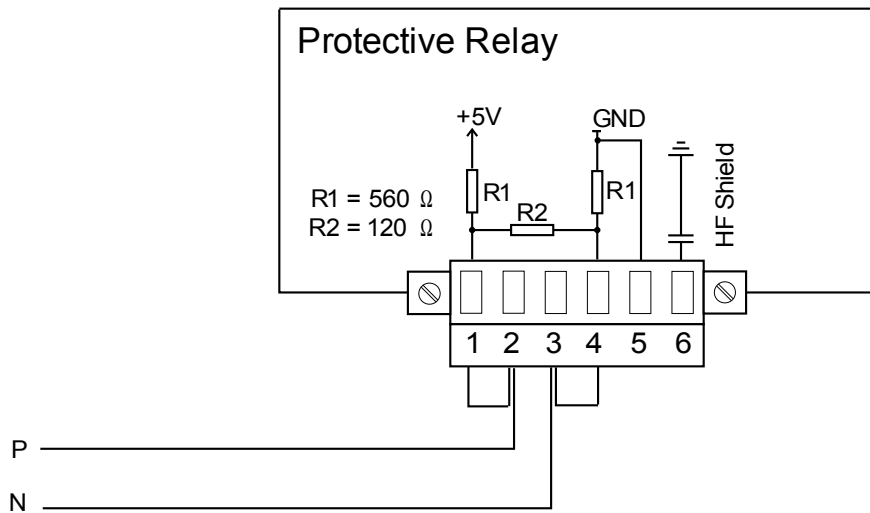 Protective Relay
+5V
GND
R1
R1
R2
R1 = 560 Ω
R2 = 120 Ω
HF Shield
1 2 3 4 5 6
P
N